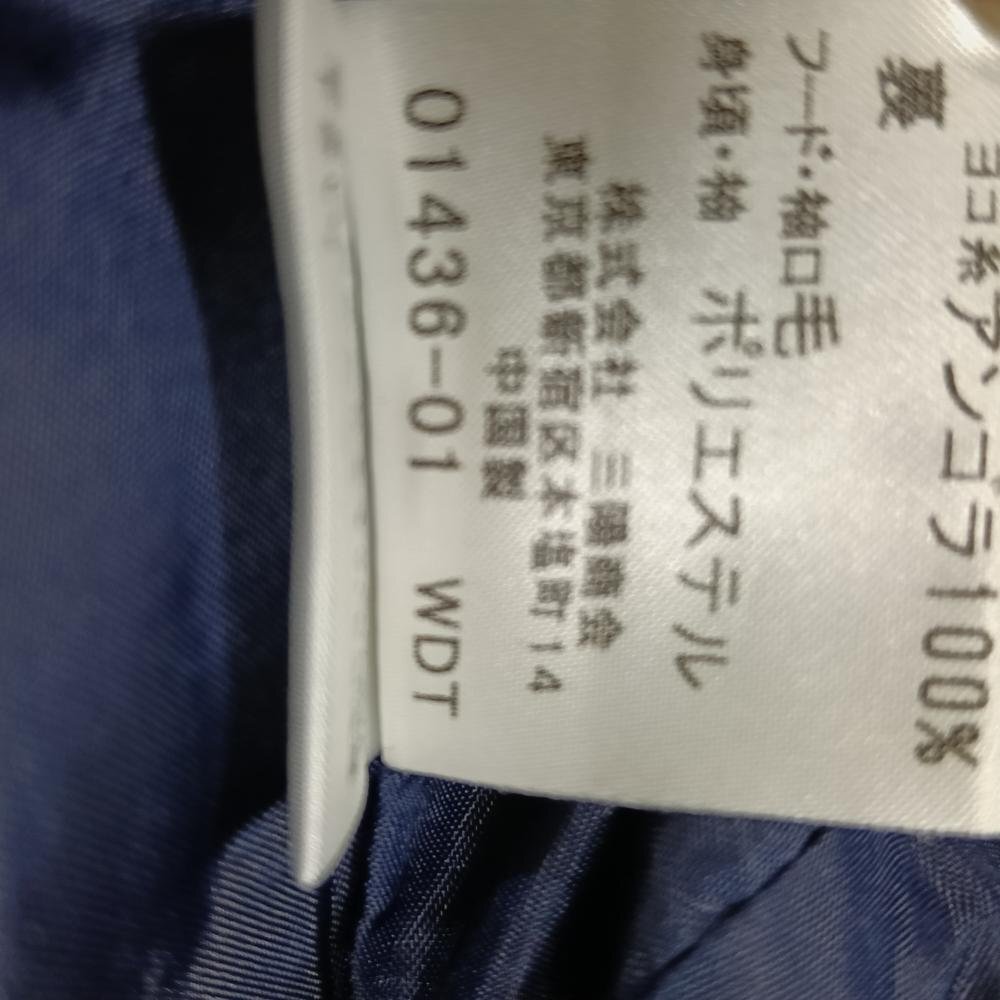 ヨコ糸アンゴラ100%
裏
フード・袖口毛
身頃・袖 ポリエステル
株式会社 三陽商会
東京都新宿区本塩町14
中国製
01436-01 WDT